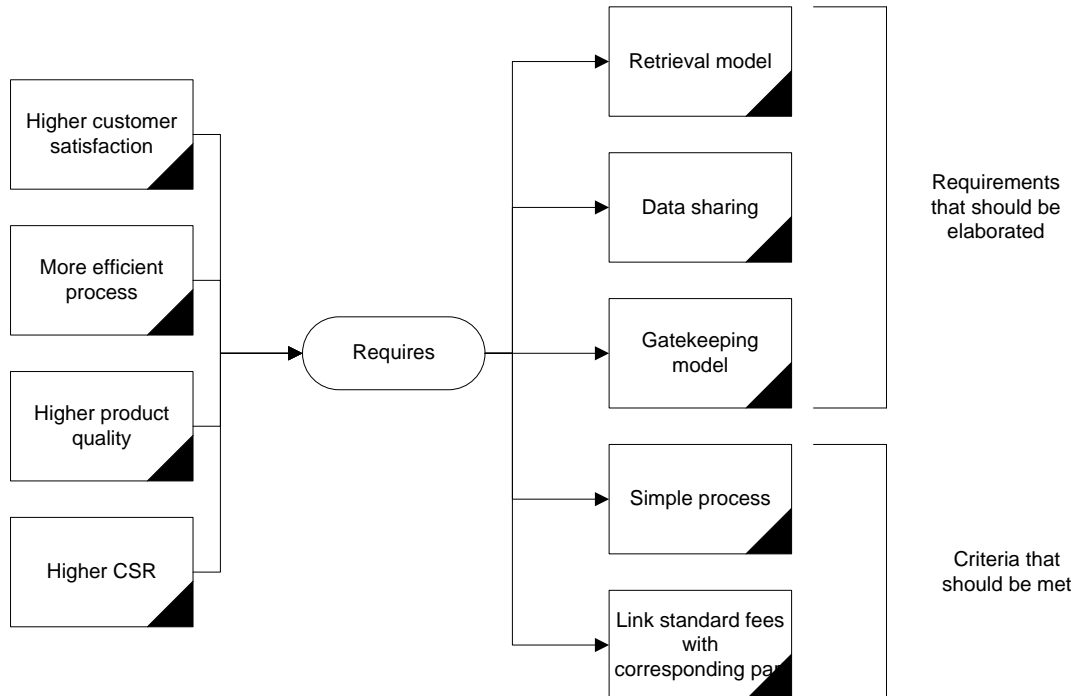 Higher customer
satisfaction
More efficient
process
Higher product
quality
Higher CSR
Requires
Retrieval model
Data sharing
Gatekeeping
model
Simple process
Link standard fees
with
corresponding
Requirements
that should be
elaborated
Criteria that
should be met